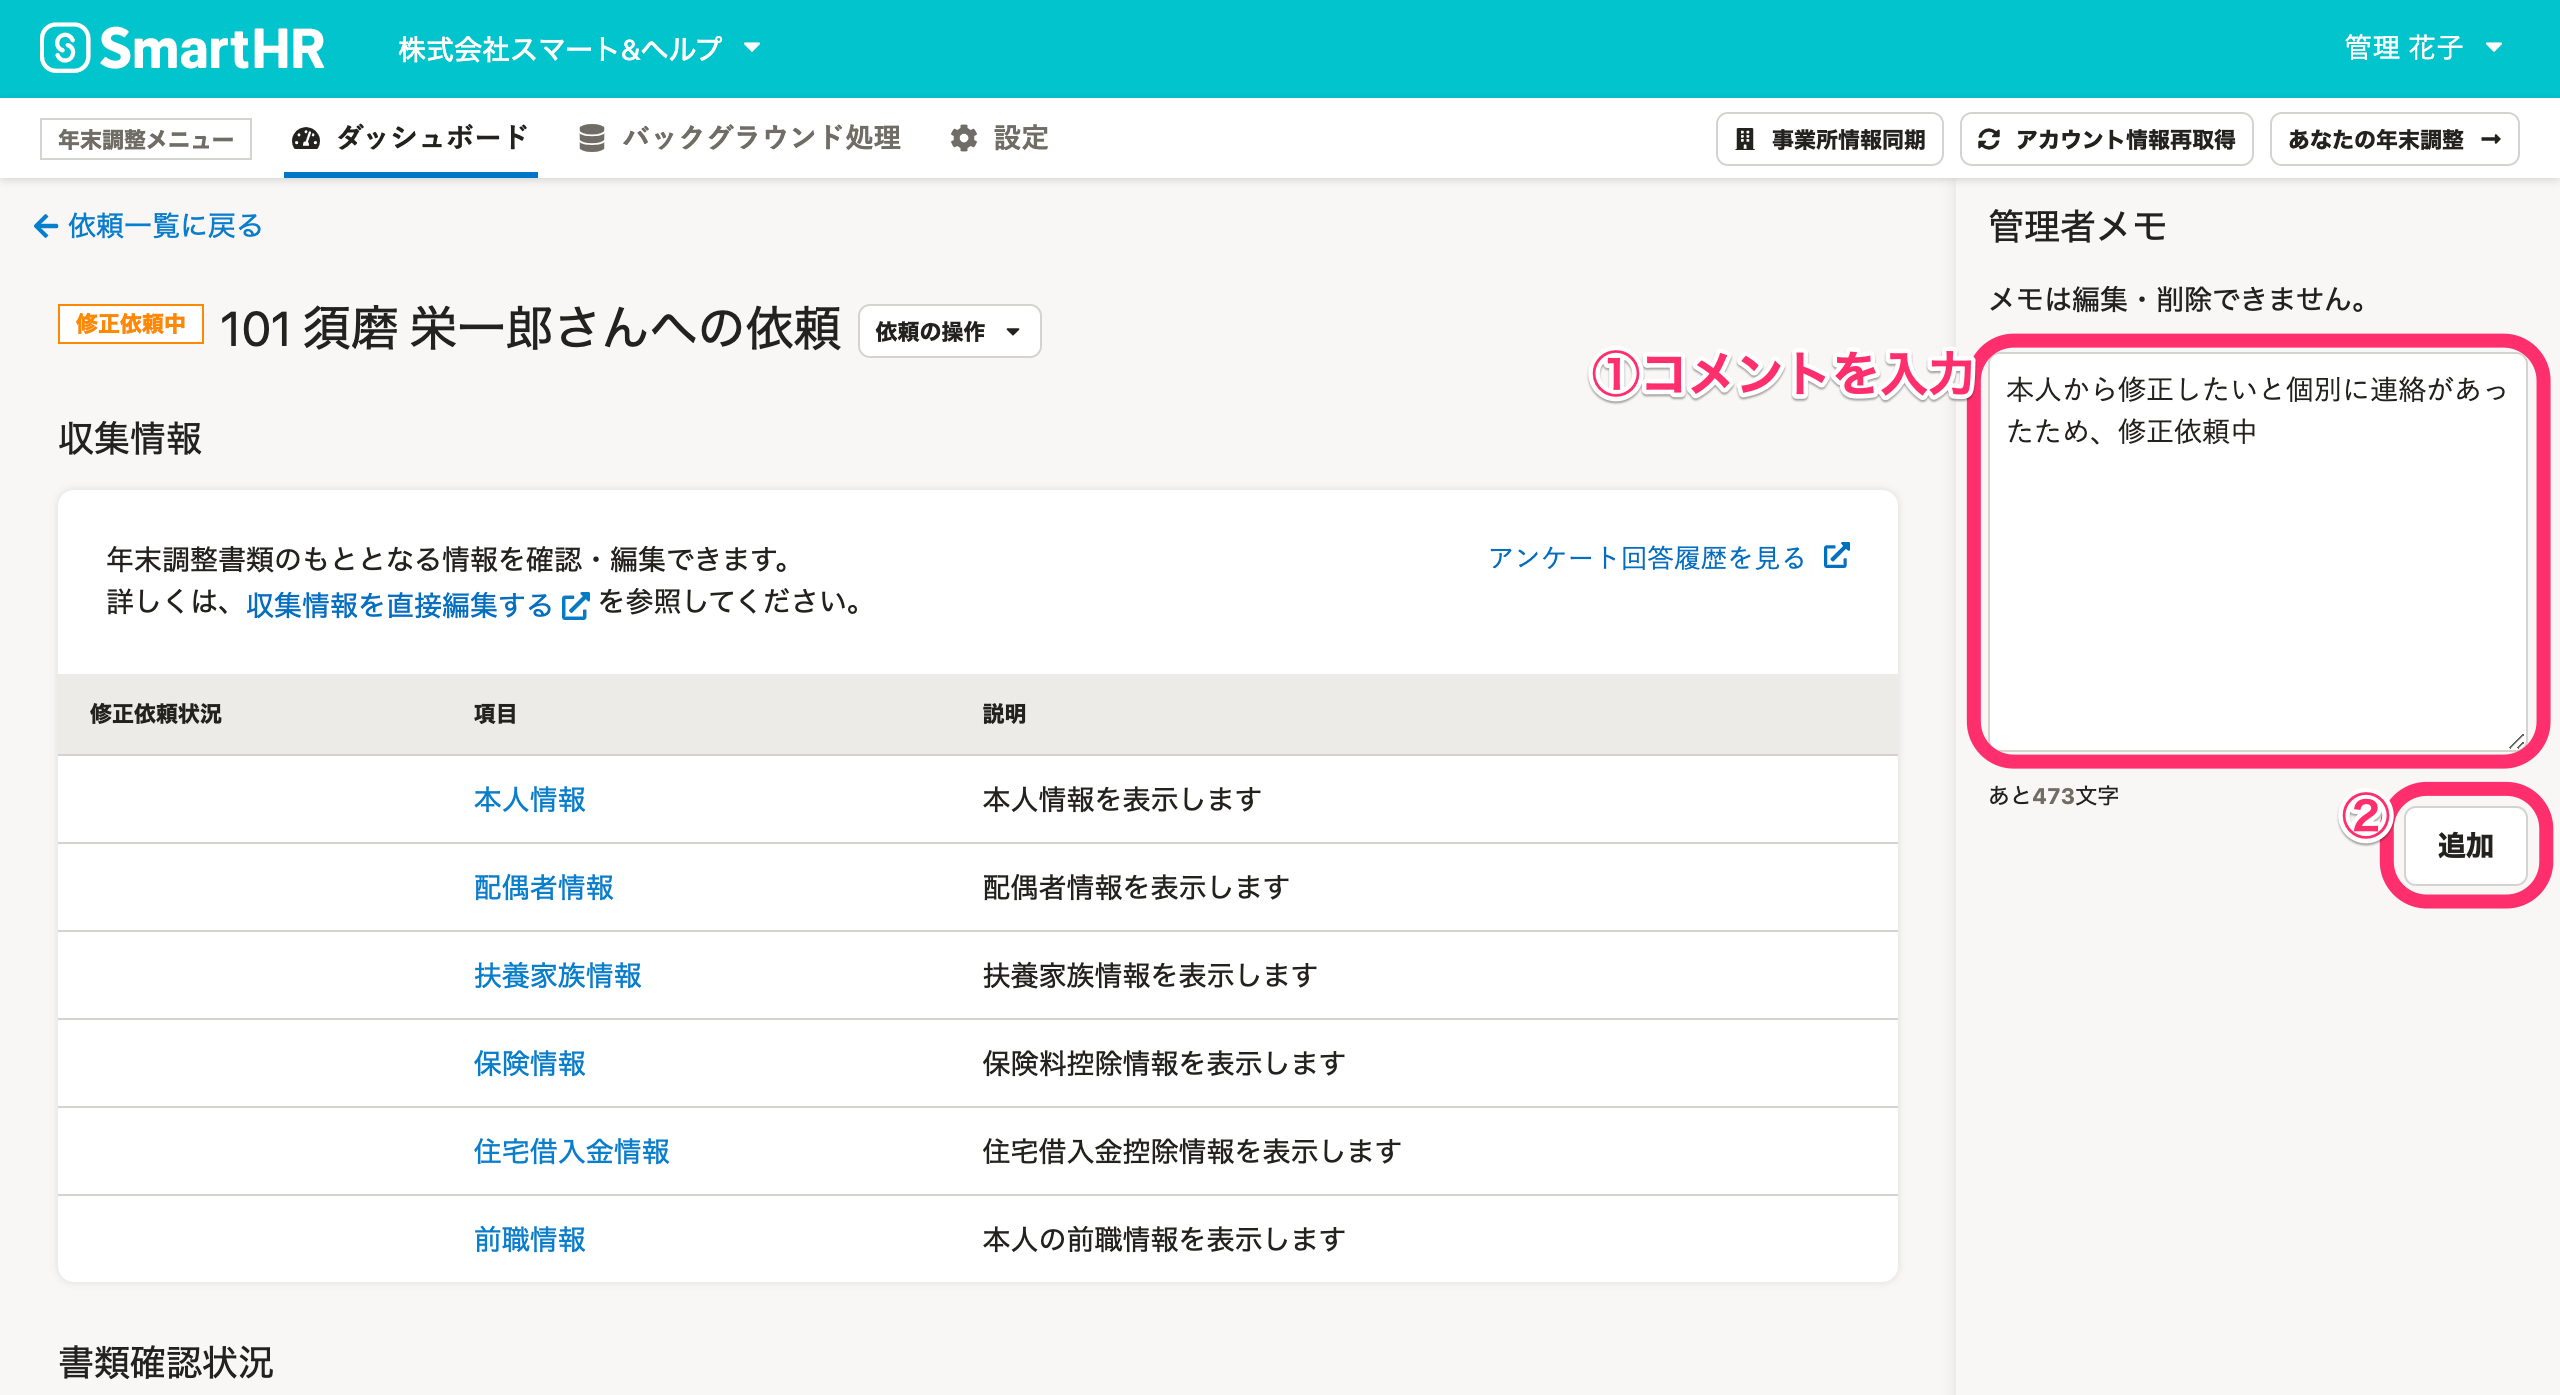 SmartHR
株式会社スマート&ヘルプ
管理 花子
年末調整メニュー
ダッシュボード
バックグラウンド処理
設定
事業所情報同期
アカウント情報再取得
あなたの年末調整 →
← 依頼一覧に戻る
修正依頼中
101 須磨 栄一郎さんへの依頼
依頼の操作
収集情報
年末調整書類のもととなる情報を確認・編集できます。
詳しくは、収集情報を直接編集する を参照してください。
アンケート回答履歴を見る
修正依頼状況 項目 説明
本人情報 本人情報を表示します
配偶者情報 配偶者情報を表示します
扶養家族情報 扶養家族情報を表示します
保険情報 保険料控除情報を表示します
住宅借入金情報 住宅借入金控除情報を表示します
前職情報 本人の前職情報を表示します
書類確認状況
管理者メモ
メモは編集・削除できません。
①コメントを入力
本人から修正したいと個別に連絡があっ
たため、修正依頼中
あと473文字
②
追加